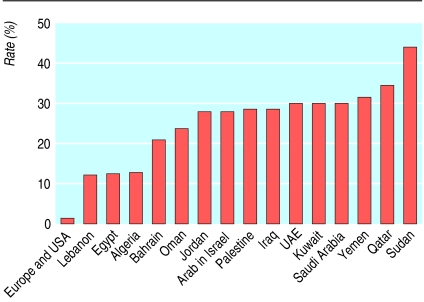 Rate (%)
50
40
30
20
10
0
Europe and USA
Lebanon
Egypt
Algeria
Bahrain
Oman
Jordan
Arab in Israel
Palestine
Iraq
UAE
Kuwait
Saudi Arabia
Yemen
Qatar
Sudan